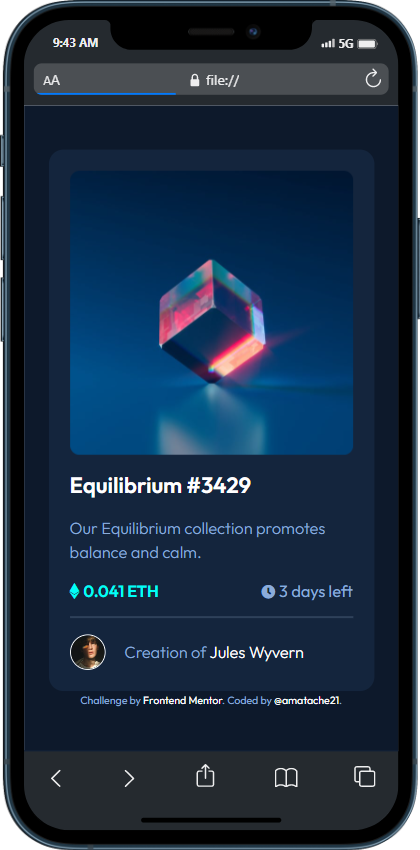 9:43 AM
5G
AA
file://
Equilibrium #3429
Our Equilibrium collection promotes
balance and calm.
0.041 ETH
3 days left
Creation of Jules Wyvern
Challenge by Frontend Mentor. Coded by @amatache21.